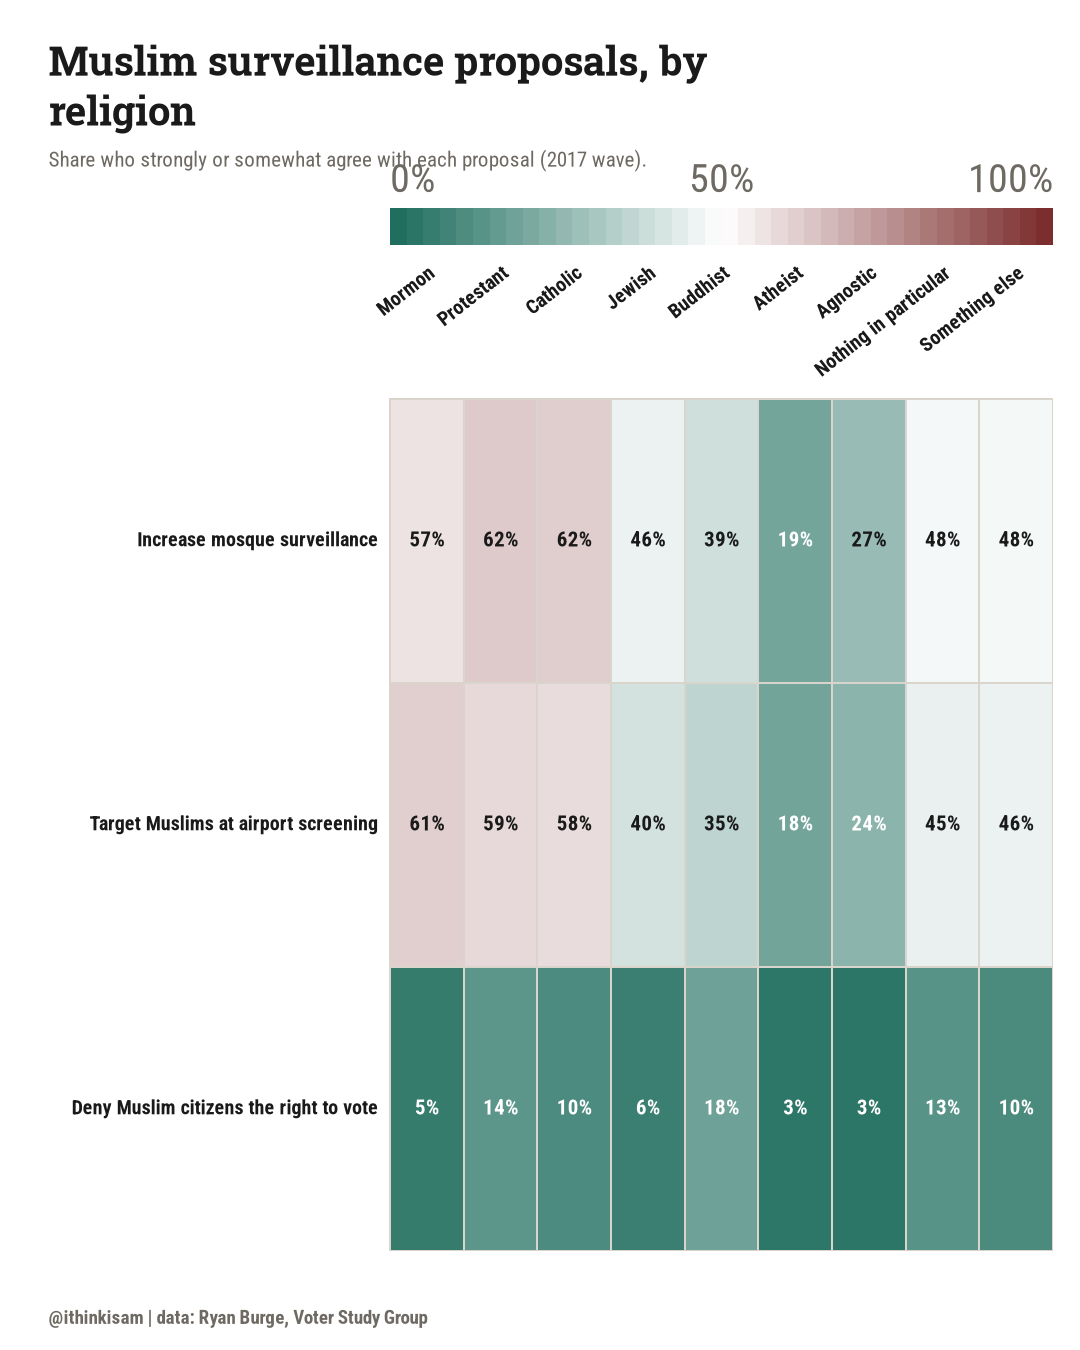 Muslim surveillance proposals, by
religion
Share who strongly or somewhat agree with each proposal (2017 wave).
0% 50% 100%
Mormon Protestant Catholic Jewish Buddhist Atheist Agnostic Nothing in particular Something else
Increase mosque surveillance 57% 62% 62% 46% 39% 19% 27% 48% 48%
Target Muslims at airport screening 61% 59% 58% 40% 35% 18% 24% 45% 46%
Deny Muslim citizens the right to vote 5% 14% 10% 6% 18% 3% 3% 13% 10%
@ithinkisam | data: Ryan Burge, Voter Study Group